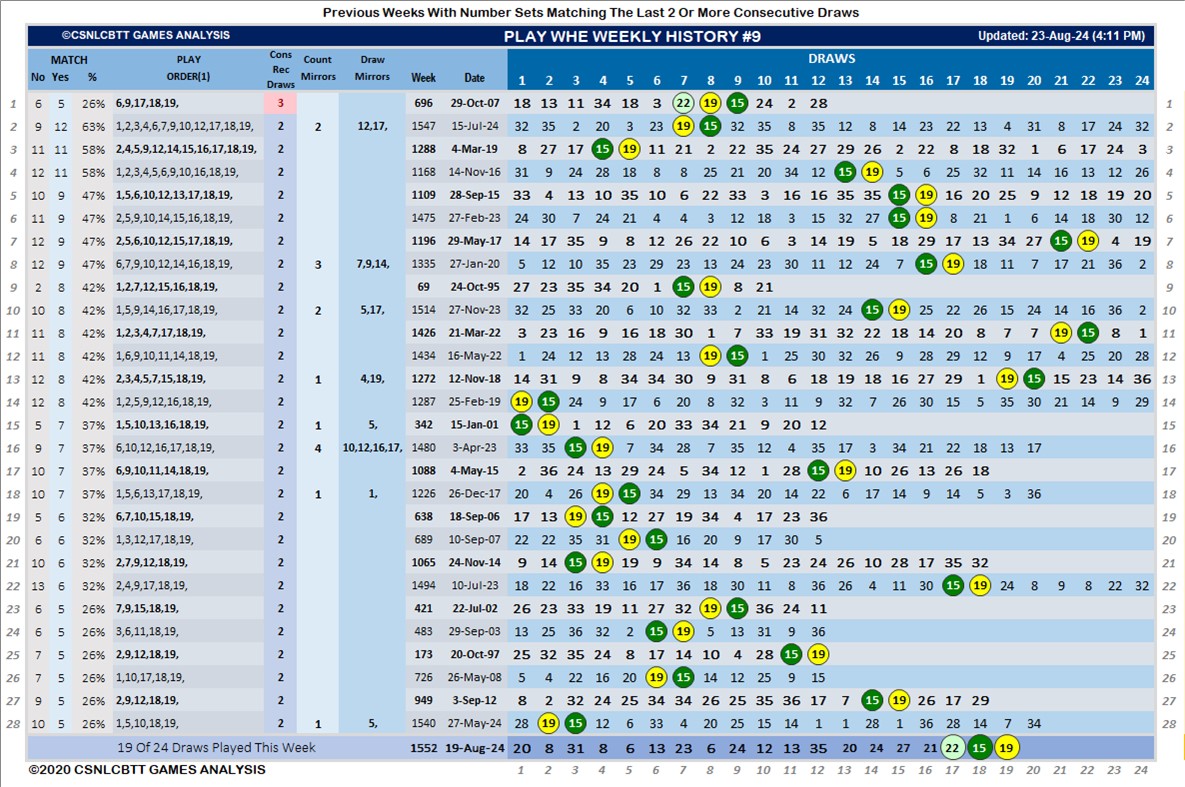 Previous Weeks With Number Sets Matching The Last 2 Or More Consecutive Draws
©CSNLCBTT GAMES ANALYSIS PLAY WHE WEEKLY HISTORY #9 Updated: 23-Aug-24 (4:11 PM)
MATCH PLAY Cons Count Draw DRAWS
No Yes % ORDER(1) Rec Draws Mirrors Mirrors Week Date 1 2 3 4 5 6 7 8 9 10 11 12 13 14 15 16 17 18 19 20 21 22 23 24
1 6 5 26% 6,9,17,18,19, 3 696 29-Oct-07 18 13 11 34 18 3 22 19 15 24 2 28 1
2 9 12 63% 1,2,3,4,6,7,9,10,12,17,18,19, 2 2 12,17, 1547 15-Jul-24 32 35 2 20 3 23 19 15 32 35 8 35 12 8 14 23 22 13 4 31 8 17 24 32 2
3 11 11 58% 2,4,5,9,12,14,15,16,17,18,19, 2 1288 4-Mar-19 8 27 17 15 19 11 21 2 22 35 24 27 29 26 2 22 8 18 32 1 6 17 24 3 3
4 12 11 58% 1,2,3,4,5,6,9,10,16,18,19, 2 1168 14-Nov-16 31 9 24 28 18 8 8 25 21 20 34 12 15 19 5 6 25 32 11 14 16 13 12 26 4
5 10 9 47% 1,5,6,10,12,13,17,18,19, 2 1109 28-Sep-15 33 4 13 10 35 10 6 22 33 3 16 16 35 35 15 19 16 20 25 9 12 18 19 20 5
6 11 9 47% 2,5,9,10,14,15,16,18,19, 2 1475 27-Feb-23 24 30 7 24 21 4 4 3 12 18 3 15 32 27 15 19 8 21 1 6 14 18 30 12 6
7 12 9 47% 2,5,6,10,12,15,17,18,19, 2 1196 29-May-17 14 17 35 9 8 12 26 22 10 6 3 14 19 5 18 29 17 13 34 27 15 19 4 19 7
8 12 9 47% 6,7,9,10,12,14,16,18,19, 2 3 7,9,14, 1335 27-Jan-20 5 12 10 35 23 29 23 13 24 23 30 11 12 24 7 15 19 18 11 7 17 21 36 2 8
9 2 8 42% 1,2,7,12,15,16,18,19, 2 69 24-Oct-95 27 23 35 34 20 1 15 19 8 21 9
10 10 8 42% 1,5,9,14,16,17,18,19, 2 2 5,17, 1514 27-Nov-23 32 25 33 20 6 10 32 33 2 21 14 32 24 15 19 25 22 26 15 24 14 16 36 2 10
11 11 8 42% 1,2,3,4,7,17,18,19, 2 1426 21-Mar-22 3 23 16 9 16 18 30 1 7 33 19 31 32 22 18 14 20 8 7 7 19 15 8 1 11
12 11 8 42% 1,6,9,10,11,14,18,19, 2 1434 16-May-22 1 24 12 13 28 24 13 19 15 1 25 30 32 26 9 28 29 12 9 17 4 25 20 28 12
13 12 8 42% 2,3,4,5,7,15,18,19, 2 1 4,19, 1272 12-Nov-18 14 31 9 8 34 34 30 9 31 8 6 18 19 18 16 27 29 1 19 15 15 23 14 36 13
14 12 8 42% 1,2,5,9,12,16,18,19, 2 1287 25-Feb-19 19 15 24 9 17 6 20 8 32 3 11 9 32 7 26 30 15 5 35 30 21 14 9 29 14
15 5 7 37% 1,5,10,13,16,18,19, 2 1 5, 342 15-Jan-01 15 19 1 12 6 20 33 34 21 9 20 12 15
16 9 7 37% 6,10,12,16,17,18,19, 2 4 10,12,16,17, 1480 3-Apr-23 33 35 15 19 7 34 28 7 35 12 4 35 17 3 34 21 22 18 13 17 16
17 10 7 37% 6,9,10,11,14,18,19, 2 1088 4-May-15 2 36 24 13 29 24 5 34 12 1 28 15 19 10 26 13 26 18 17
18 10 7 37% 1,5,6,13,17,18,19, 2 1 1, 1226 26-Dec-17 20 4 26 19 15 34 29 13 34 20 14 22 6 17 14 9 14 5 3 36 18
19 5 6 32% 6,7,10,15,18,19, 2 638 18-Sep-06 17 13 19 15 12 27 19 34 4 17 23 36 19
20 6 6 32% 1,3,12,17,18,19, 2 689 10-Sep-07 22 22 35 31 19 15 16 20 9 17 30 5 20
21 10 6 32% 2,7,9,12,18,19, 2 1065 24-Nov-14 9 14 15 19 19 9 34 14 8 5 23 24 26 10 28 17 35 32 21
22 13 6 32% 2,4,9,17,18,19, 2 1494 10-Jul-23 18 22 16 33 16 17 36 18 30 11 8 36 26 4 11 30 15 19 24 8 9 8 22 32 22
23 6 5 26% 7,9,15,18,19, 2 421 22-Jul-02 26 23 33 19 11 27 32 19 15 36 24 11 23
24 6 5 26% 3,6,11,18,19, 2 483 29-Sep-03 13 25 36 32 2 15 19 5 13 31 9 36 24
25 7 5 26% 2,9,12,18,19, 2 173 20-Oct-97 25 32 35 24 8 17 14 10 4 28 15 19 25
26 7 5 26% 1,10,17,18,19, 2 726 26-May-08 5 4 22 16 20 19 15 14 28 11 25 9 15 26
27 9 5 26% 2,9,12,18,19, 2 949 3-Sep-12 8 2 32 24 25 34 34 26 25 35 36 17 7 15 19 26 17 29 27
28 10 5 26% 1,5,10,18,19, 2 1 5, 1540 27-May-24 28 19 15 12 6 33 4 20 25 15 14 1 1 28 1 36 28 14 7 34 28
19 Of 24 Draws Played This Week 1552 19-Aug-24 20 8 31 8 6 13 23 6 24 12 13 35 20 24 27 21 22 15 19
©2020 CSNLCBTT GAMES ANALYSIS 1 2 3 4 5 6 7 8 9 10 11 12 13 14 15 16 17 18 19 20 21 22 23 24